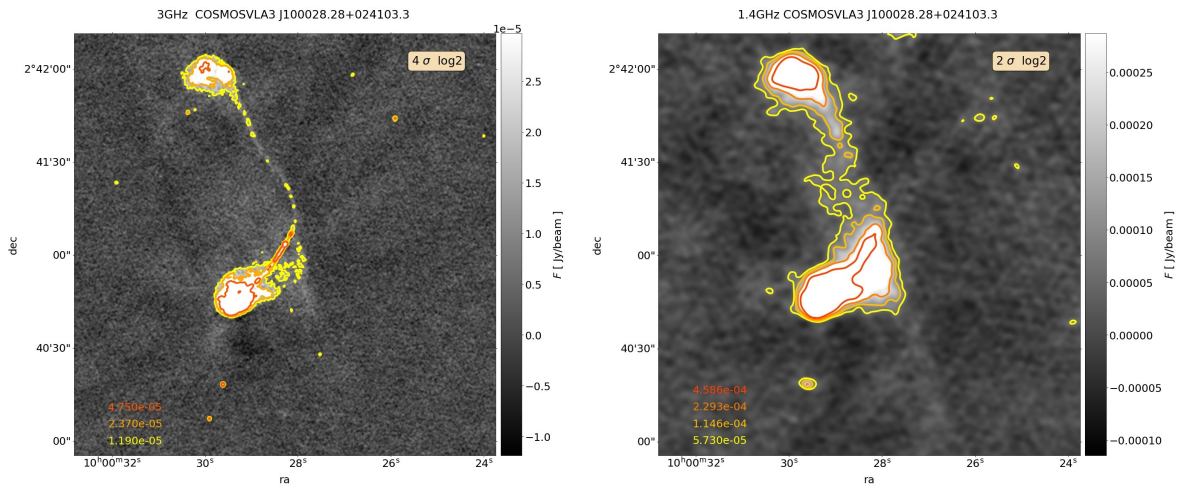 3GHz  COSMOSVLA3 J100028.28+024103.3
1e−5
4 σ  log2
2°42'00"
41'30"
00"
40'30"
00"
dec
4.750e-05
2.370e-05
1.190e-05
10ʰ00ᵐ32ˢ
30ˢ
28ˢ
24ˢ
ra
2.5
2.0
1.5
1.0
0.5
0.0
−0.5
−1.0
F [ Jy/beam ]
1.4GHz COSMOSVLA3 J100028.28+024103.3
2 σ  log2
2°42'00"
41'30"
00"
40'30"
00"
dec
4.586e-04
2.293e-04
1.146e-04
5.730e-05
10ʰ00ᵐ32ˢ
30ˢ
28ˢ
24ˢ
ra
0.00025
0.00020
0.00015
0.00010
0.00005
0.00000
−0.00005
−0.00010
F [ Jy/beam ]